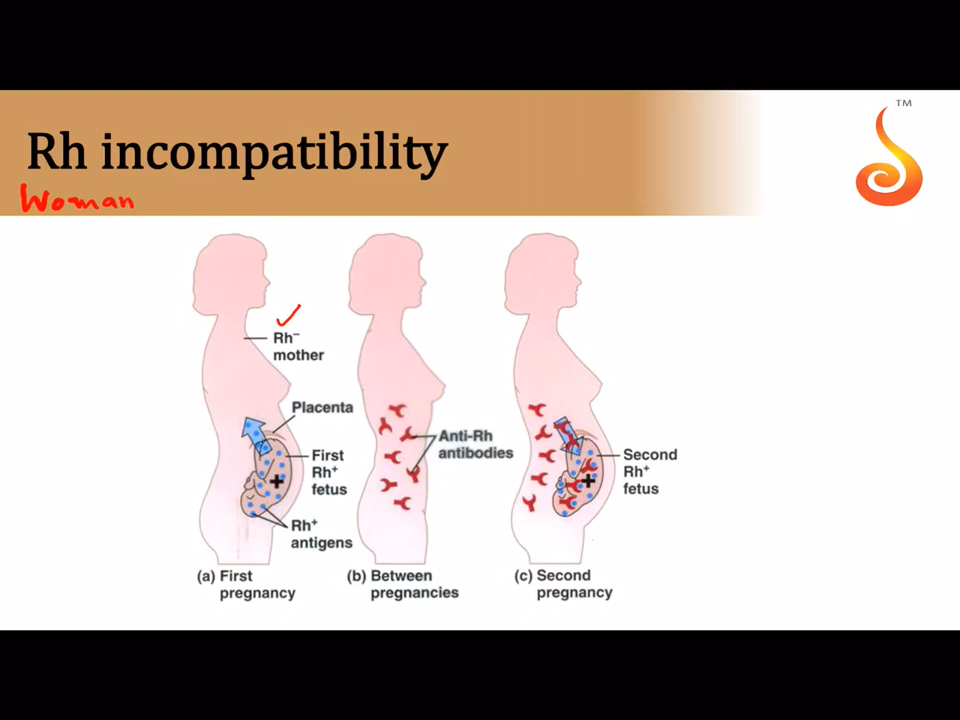 TM
Rh incompatibility
Woman
Rh⁻
mother
Placenta
First
Rh⁺
fetus
Rh⁺
antigens
(a) First
pregnancy
Anti-Rh
antibodies
(b) Between
pregnancies
Second
Rh⁺
fetus
(c) Second
pregnancy